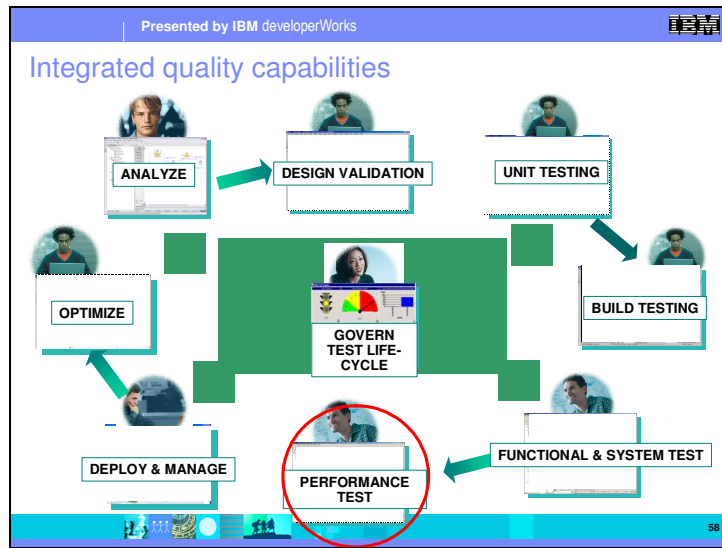 Presented by IBM developerWorks
IBM
Integrated quality capabilities
ANALYZE
DESIGN VALIDATION
UNIT TESTING
OPTIMIZE
GOVERN
TEST LIFE-
CYCLE
BUILD TESTING
DEPLOY & MANAGE
PERFORMANCE
TEST
FUNCTIONAL & SYSTEM TEST
58